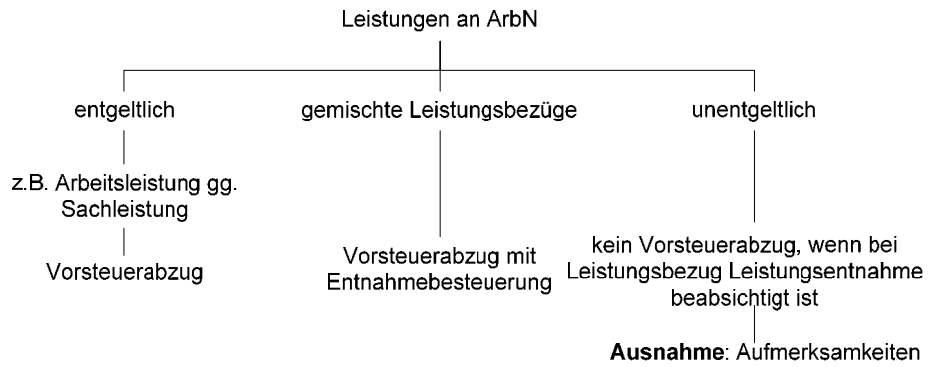 Leistungen an ArbN
entgeltlich
gemischte Leistungsbezüge
unentgeltlich
z.B. Arbeitsleistung gg.
Sachleistung
Vorsteuerabzug
Vorsteuerabzug mit
Entnahmebesteuerung
kein Vorsteuerabzug, wenn bei
Leistungsbezug Leistungsentnahme
beabsichtigt ist
Ausnahme: Aufmerksamkeiten